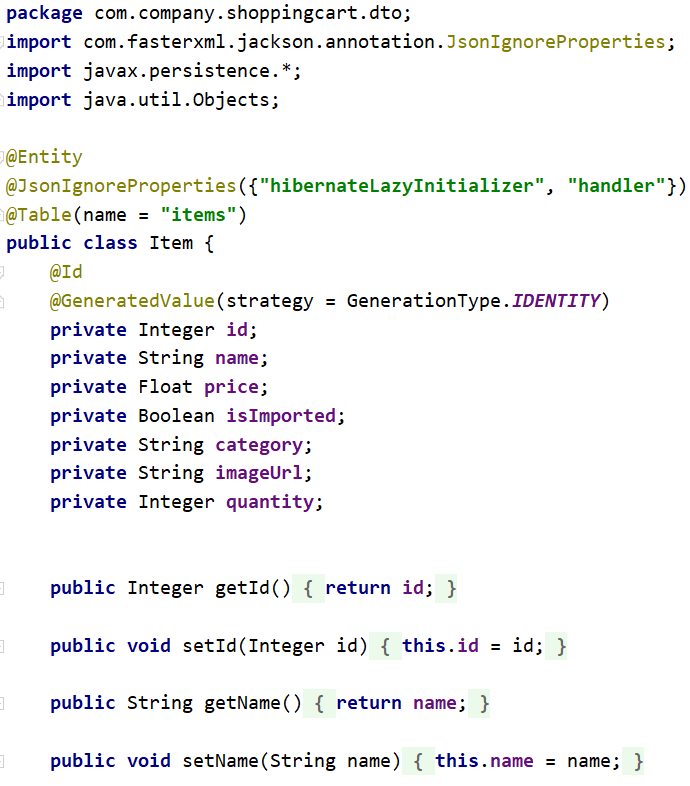 package com.company.shoppingcart.dto;
import com.fasterxml.jackson.annotation.JsonIgnoreProperties;
import javax.persistence.*;
import java.util.Objects;
@Entity
@JsonIgnoreProperties({"hibernateLazyInitializer", "handler"})
@Table(name = "items")
public class Item {
    @Id
    @GeneratedValue(strategy = GenerationType.IDENTITY)
    private Integer id;
    private String name;
    private Float price;
    private Boolean isImported;
    private String category;
    private String imageUrl;
    private Integer quantity;
    public Integer getId() { return id; }
    public void setId(Integer id) { this.id = id; }
    public String getName() { return name; }
    public void setName(String name) { this.name = name; }